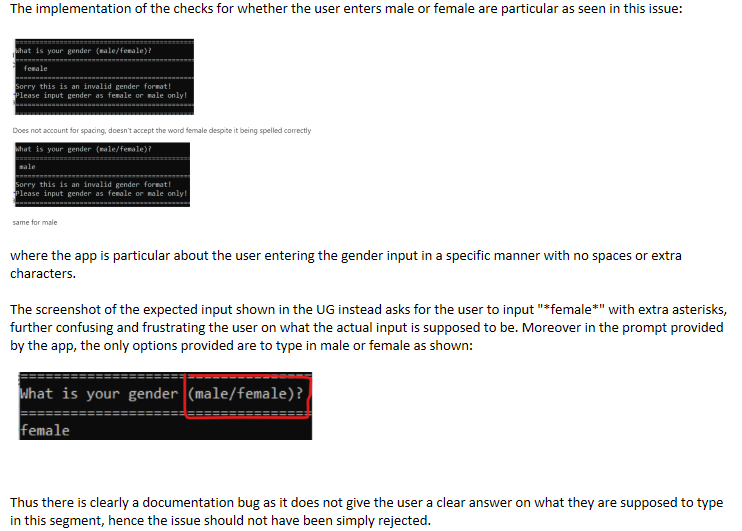 The implementation of the checks for whether the user enters male or female are particular as seen in this issue:
What is your gender (male/female)?
female
Sorry this is an invalid gender format!
Please input gender as female or male only!
Does not account for spacing, doesn't accept the word female despite it being spelled correctly
What is your gender (male/female)?
male
Sorry this is an invalid gender format!
Please input gender as female or male only!
same for male
where the app is particular about the user entering the gender input in a specific manner with no spaces or extra
characters.
The screenshot of the expected input shown in the UG instead asks for the user to input "*female*" with extra asterisks,
further confusing and frustrating the user on what the actual input is supposed to be. Moreover in the prompt provided
by the app, the only options provided are to type in male or female as shown:
What is your gender (male/female)?
female
Thus there is clearly a documentation bug as it does not give the user a clear answer on what they are supposed to type
in this segment, hence the issue should not have been simply rejected.